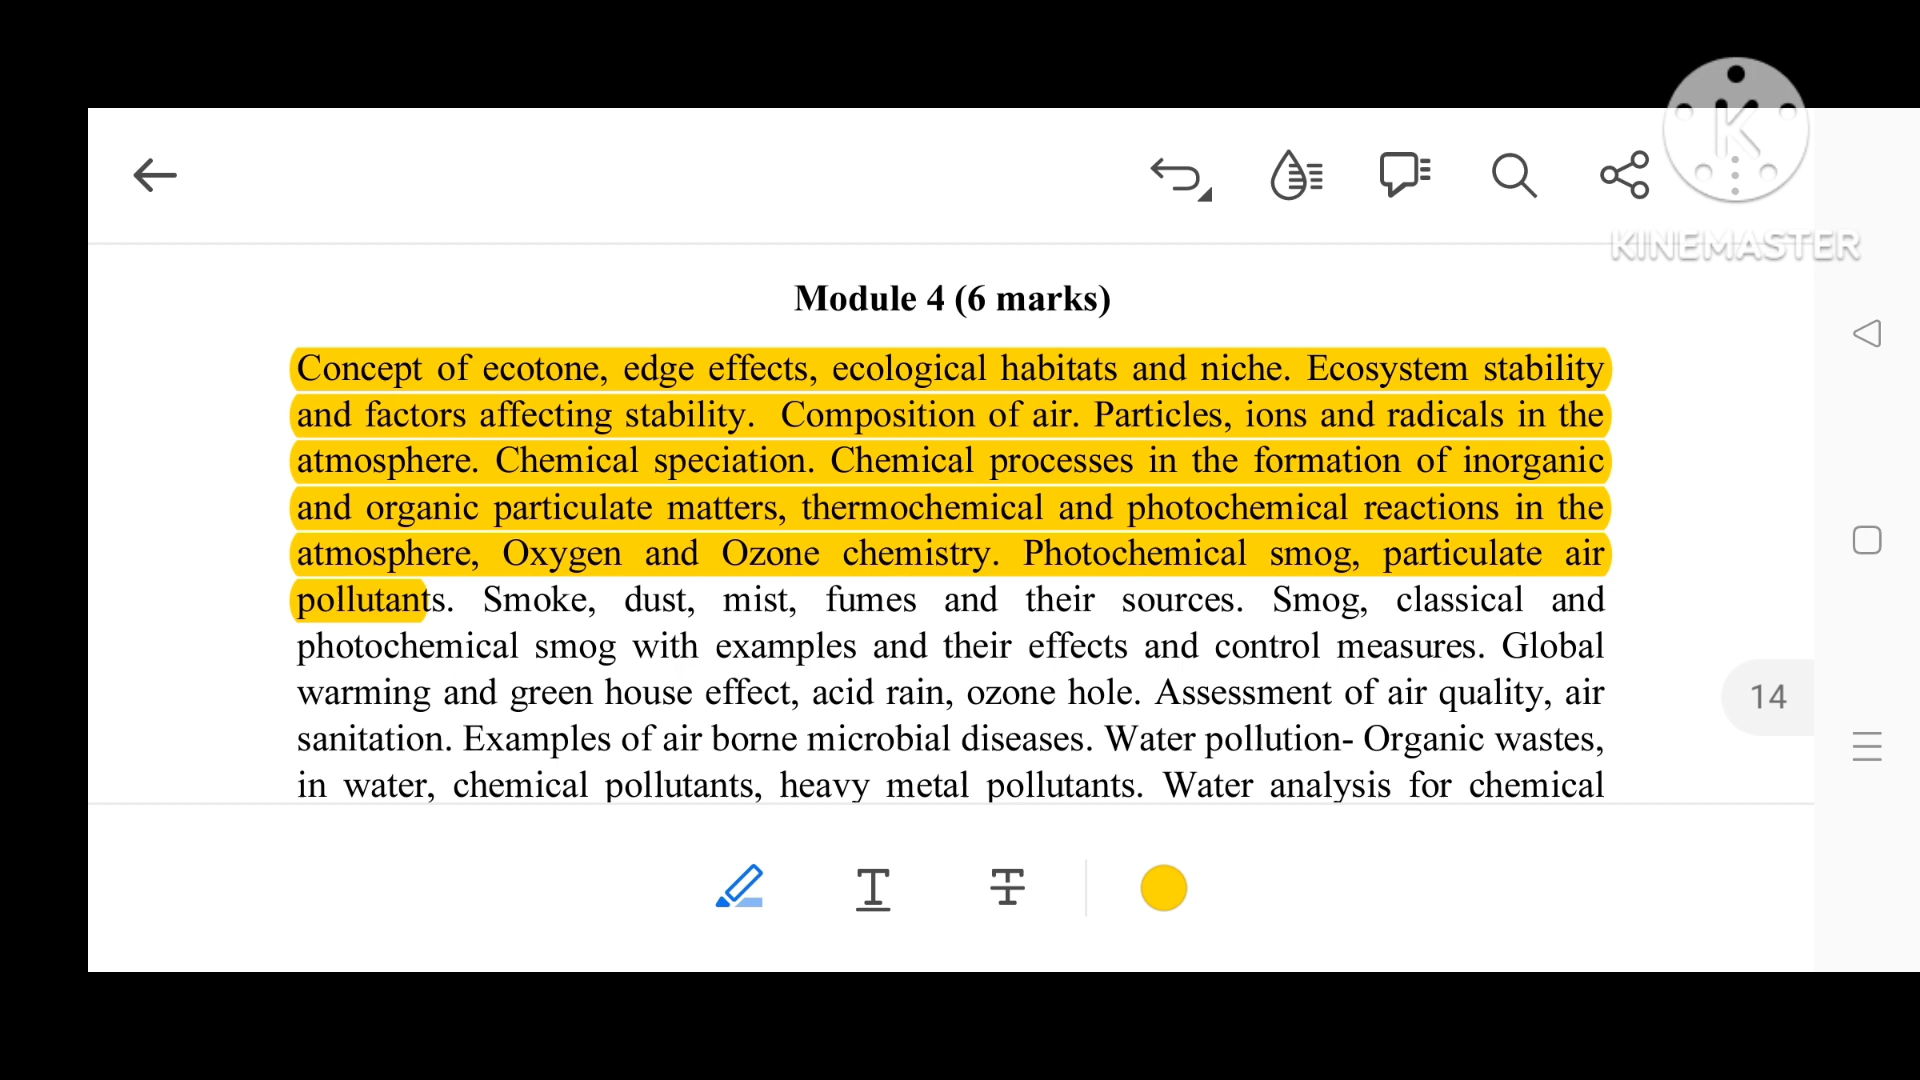 K
KINEMASTER
Module 4 (6 marks)
Concept of ecotone, edge effects, ecological habitats and niche. Ecosystem stability
and factors affecting stability. Composition of air. Particles, ions and radicals in the
atmosphere. Chemical speciation. Chemical processes in the formation of inorganic
and organic particulate matters, thermochemical and photochemical reactions in the
atmosphere, Oxygen and Ozone chemistry. Photochemical smog, particulate air
pollutants. Smoke, dust, mist, fumes and their sources. Smog, classical and
photochemical smog with examples and their effects and control measures. Global
warming and green house effect, acid rain, ozone hole. Assessment of air quality, air
14
sanitation. Examples of air borne microbial diseases. Water pollution- Organic wastes,
in water, chemical pollutants, heavy metal pollutants. Water analysis for chemical